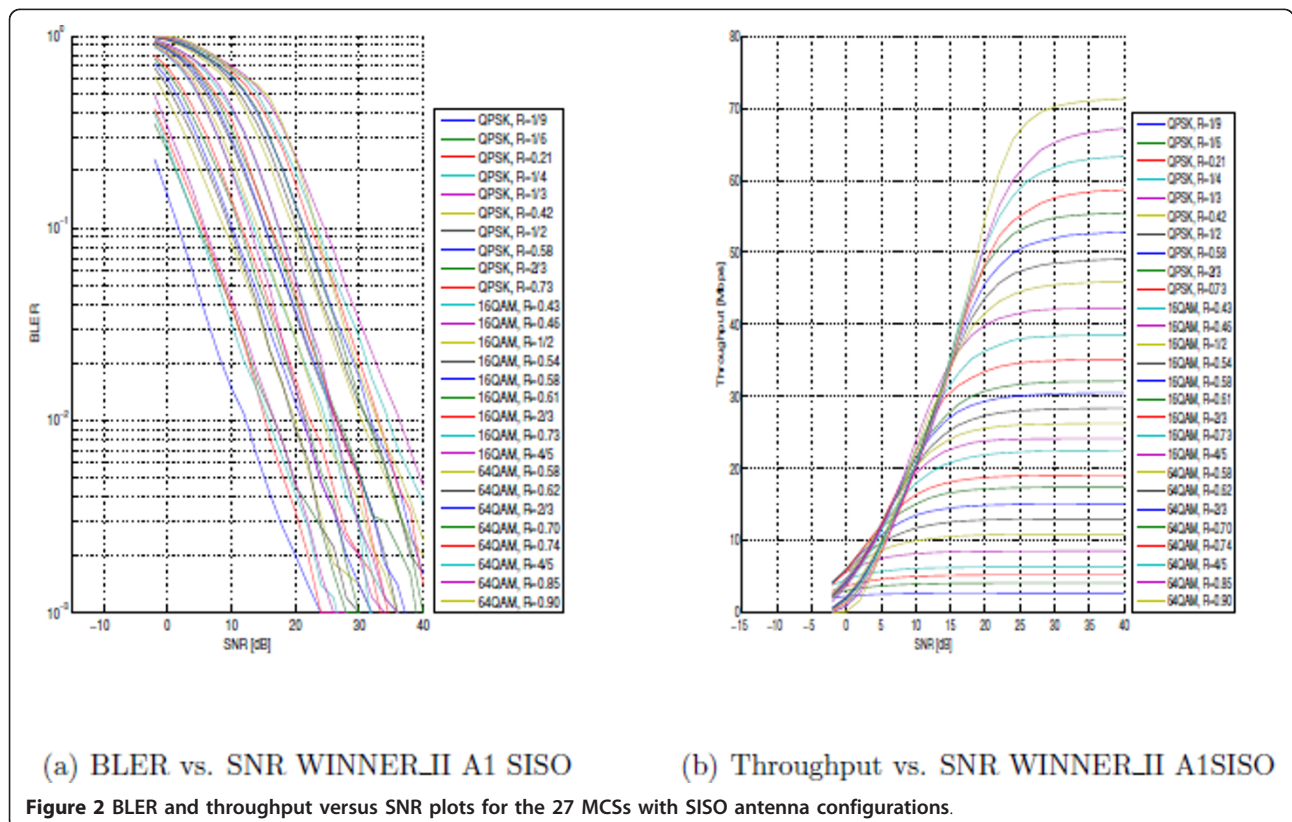 10⁰
10⁻¹
10⁻²
10⁻³
BLER
-10 0 10 20 30 40
SNR [dB]
QPSK, R=1/9
QPSK, R=1/6
QPSK, R=0.21
QPSK, R=1/4
QPSK, R=1/3
QPSK, R=0.42
QPSK, R=1/2
QPSK, R=0.58
QPSK, R=2/3
QPSK, R=0.73
16QAM, R=0.43
16QAM, R=0.46
16QAM, R=1/2
16QAM, R=0.54
16QAM, R=0.58
16QAM, R=0.61
16QAM, R=2/3
16QAM, R=0.73
16QAM, R=4/5
64QAM, R=0.58
64QAM, R=0.62
64QAM, R=2/3
64QAM, R=0.70
64QAM, R=0.74
64QAM, R=4/5
64QAM, R=0.85
64QAM, R=0.90
80
70
60
50
40
30
20
10
0
Throughput [Mbps]
-15 -10 -5 0 5 10 15 20 25 30 35 40
SNR [dB]
QPSK, R=1/9
QPSK, R=1/6
QPSK, R=0.21
QPSK, R=1/4
QPSK, R=1/3
QPSK, R=0.42
QPSK, R=1/2
QPSK, R=0.58
QPSK, R=2/3
QPSK, R=0.73
16QAM, R=0.43
16QAM, R=0.46
16QAM, R=1/2
16QAM, R=0.54
16QAM, R=0.58
16QAM, R=0.61
16QAM, R=2/3
16QAM, R=0.73
16QAM, R=4/5
64QAM, R=0.58
64QAM, R=0.62
64QAM, R=2/3
64QAM, R=0.70
64QAM, R=0.74
64QAM, R=4/5
64QAM, R=0.85
64QAM, R=0.90
(a) BLER vs. SNR WINNER_II A1 SISO
(b) Throughput vs. SNR WINNER_II A1SISO
Figure 2 BLER and throughput versus SNR plots for the 27 MCSs with SISO antenna configurations.